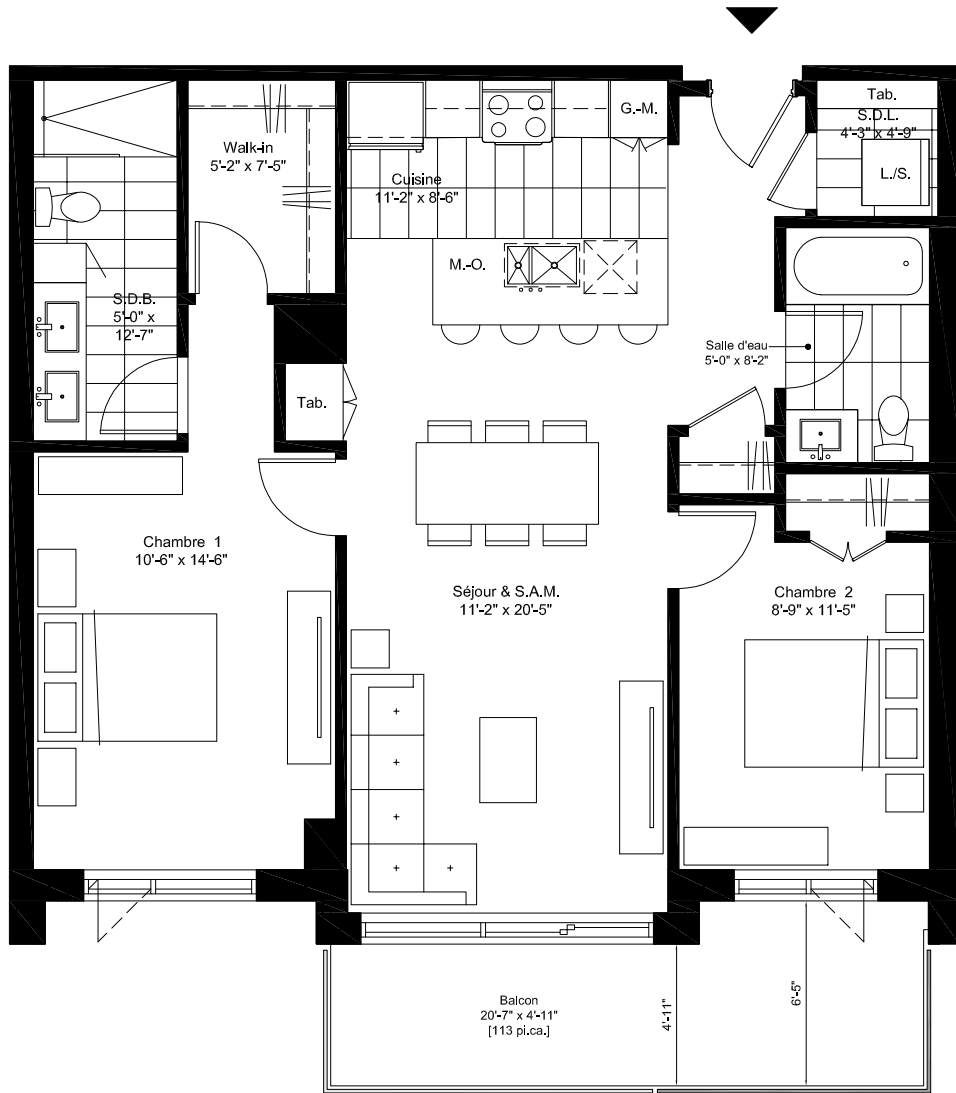 Tab.
S.D.L.
4'-3" x 4'-9"
L./S.
G.-M.
Walk-in
5'-2" x 7'-5"
Cuisine
11'-2" x 8'-6"
M.-O.
S.D.B.
5'-0" x
12'-7"
Salle d'eau
5'-0" x 8'-2"
Tab.
Chambre 1
10'-6" x 14'-6"
Séjour & S.A.M.
11'-2" x 20'-5"
Chambre 2
8'-9" x 11'-5"
Balcon
20'-7" x 4'-11"
[113 pi.ca.]
4'-11"
6'-5"